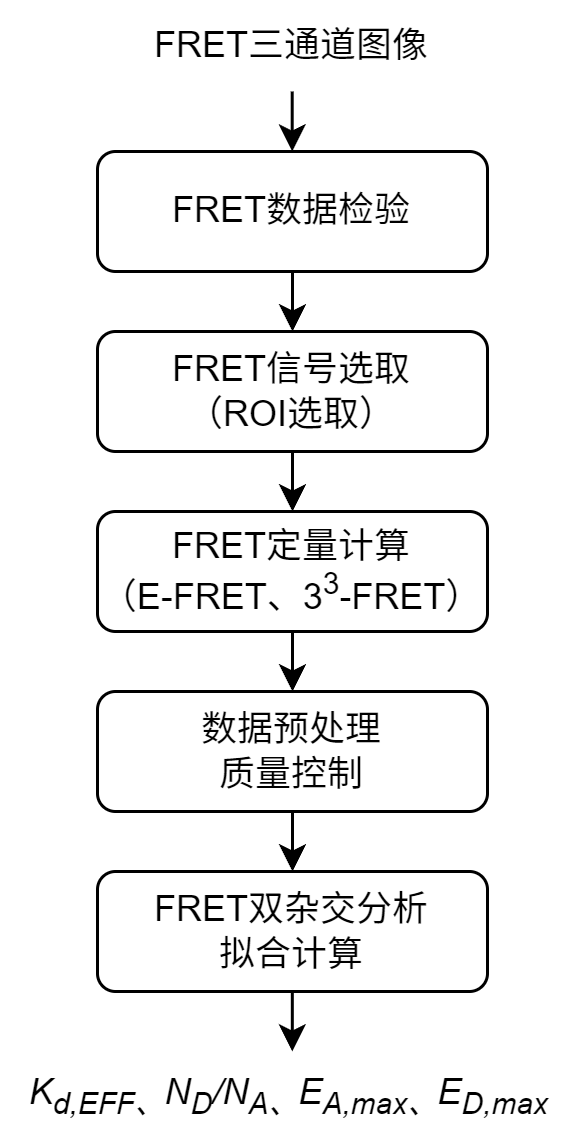 FRET三通道图像
FRET数据检验
FRET信号选取
（ROI选取）
FRET定量计算
（E-FRET、3³-FRET）
数据预处理
质量控制
FRET双杂交分析
拟合计算
K_{d,EFF}、N_D/N_A、E_{A,max}、E_{D,max}